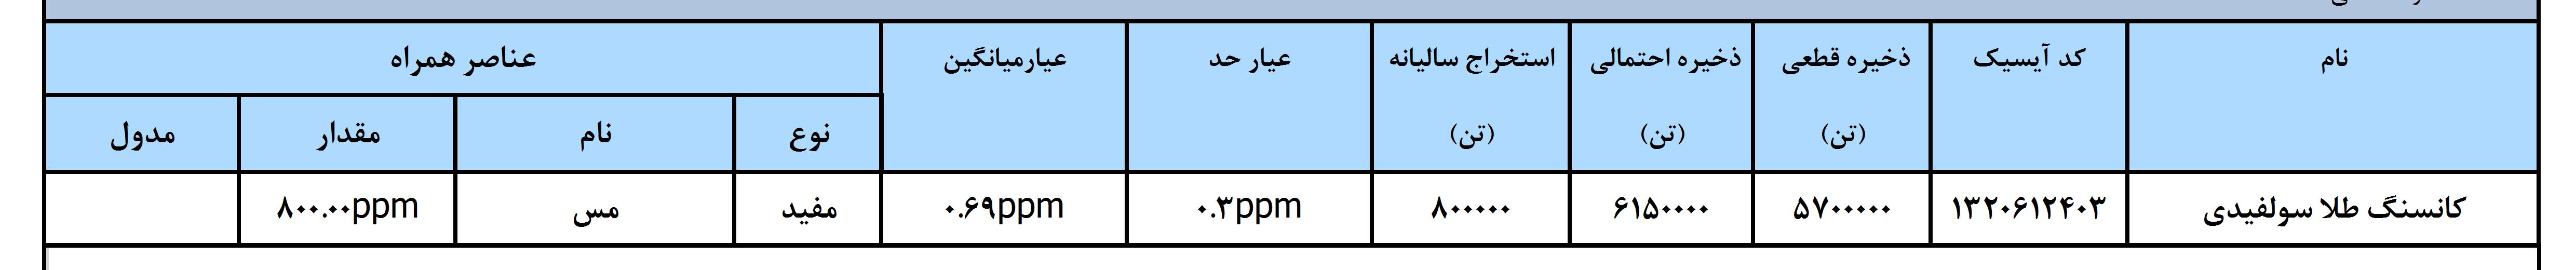 نام
کد آیسیک
ذخیره قطعی
(تن)
ذخیره احتمالی
(تن)
استخراج سالیانه
(تن)
عیار حد
عیارمیانگین
عناصر همراه
نوع
نام
مقدار
مدول
کانسنگ طلا سولفیدی
۱۳۲۰۶۱۲۴۰۳
۵۷۰۰۰۰۰
۶۱۵۰۰۰۰
۸۰۰۰۰۰
۰.۳ppm
۰.۶۹ppm
مفید
مس
۸۰۰.۰۰ppm